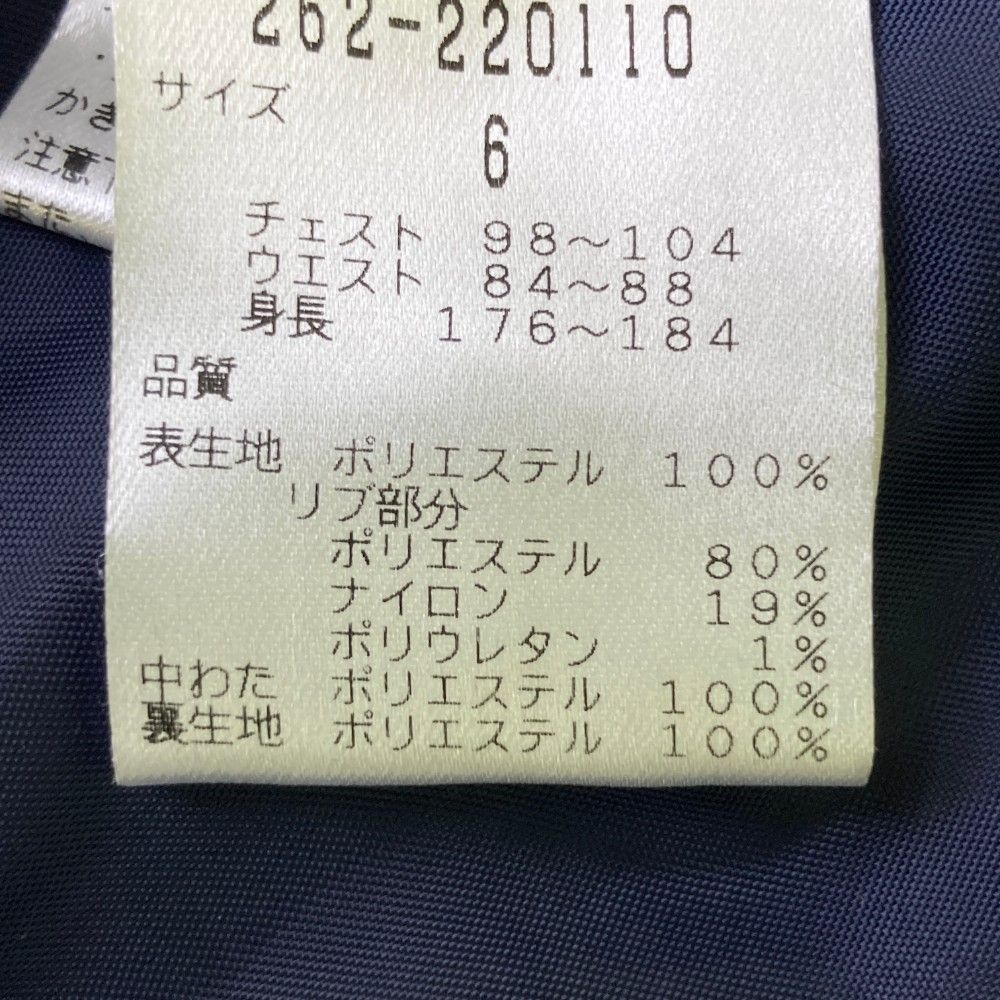 262-220110
サイズ
6
チェスト 98～104
ウエスト 84～88
身長 176～184
品質
表生地 ポリエステル 100%
リブ部分
ポリエステル 80%
ナイロン 19%
ポリウレタン 1%
中わた ポリエステル 100%
裏生地 ポリエステル 100%
かき
注意
また